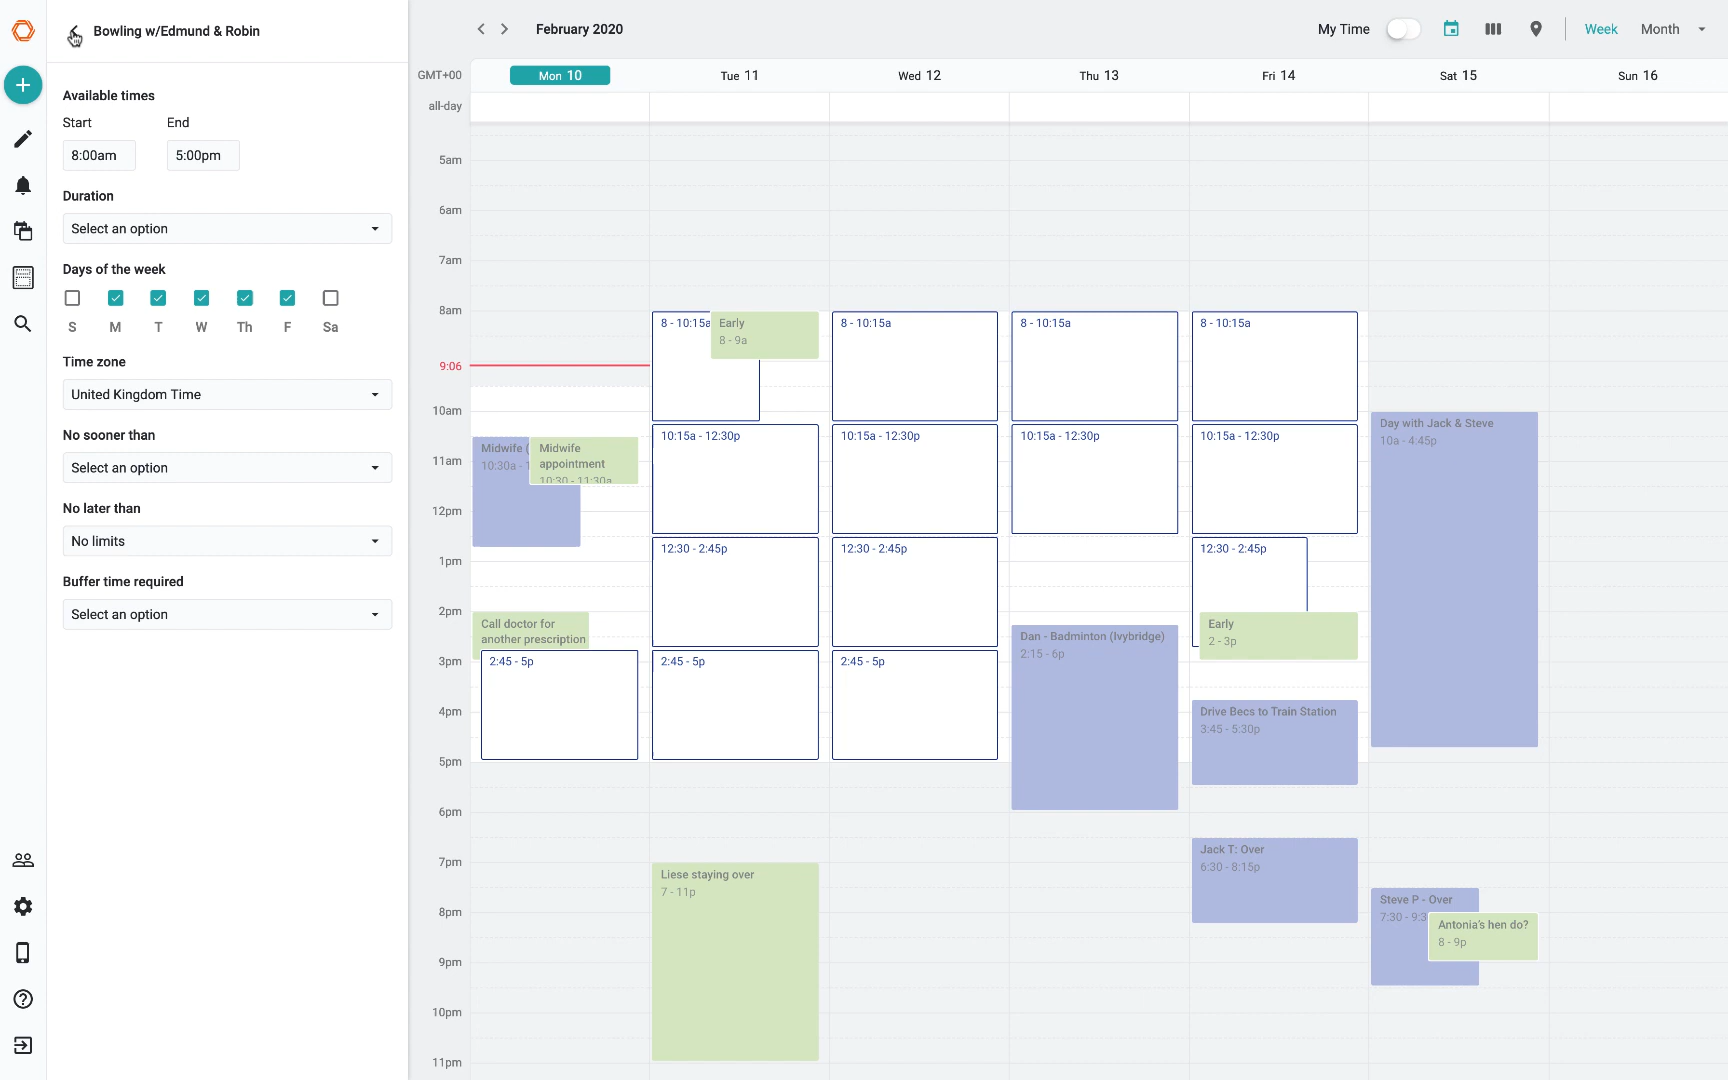 Bowling w/Edmund & Robin
Available times
Start End
8:00am 5:00pm
Duration
Select an option
Days of the week
S M T W Th F Sa
Time zone
United Kingdom Time
No sooner than
Select an option
No later than
No limits
Buffer time required
Select an option
February 2020
My Time
Week Month
GMT+00 Mon 10 Tue 11 Wed 12 Thu 13 Fri 14 Sat 15 Sun 16
all-day
5am
6am
7am
8am
9:06
10am
11am
12pm
1pm
2pm
3pm
4pm
5pm
6pm
7pm
8pm
9pm
10pm
11pm
Midwife (
10:30a - 1
Midwife
appointment
10:30 - 11:30a
Call doctor for
another prescription
2:45 - 5p
8 - 10:15a
Early
8 - 9a
10:15a - 12:30p
12:30 - 2:45p
2:45 - 5p
Liese staying over
7 - 11p
8 - 10:15a
10:15a - 12:30p
12:30 - 2:45p
2:45 - 5p
8 - 10:15a
10:15a - 12:30p
Dan - Badminton (Ivybridge)
2:15 - 6p
8 - 10:15a
10:15a - 12:30p
12:30 - 2:45p
Early
2 - 3p
Drive Becs to Train Station
3:45 - 5:30p
Jack T: Over
6:30 - 8:15p
Day with Jack & Steve
10a - 4:45p
Steve P - Over
7:30 - 9:3
Antonia's hen do?
8 - 9p